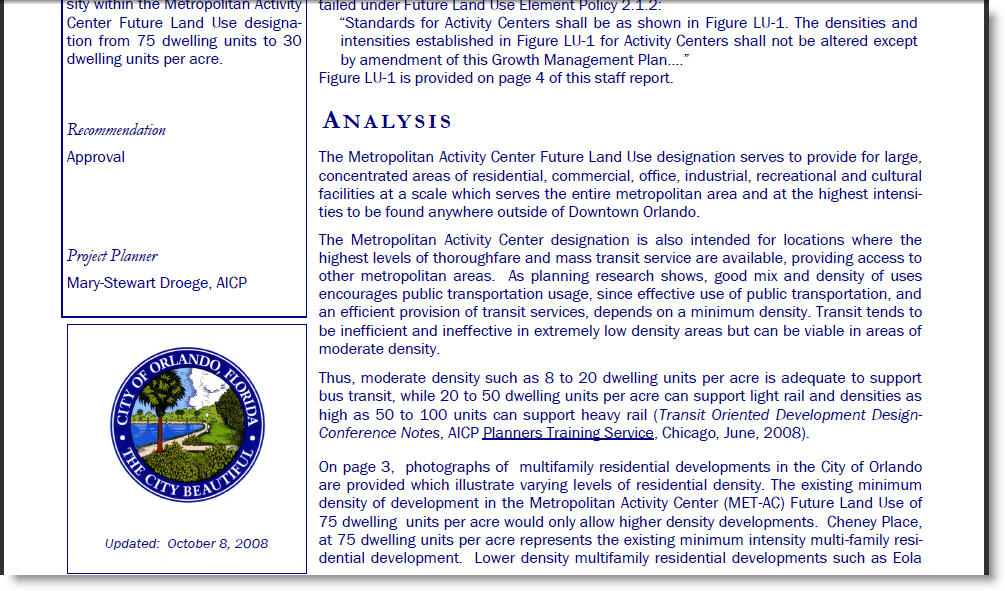 sity within the Metropolitan Activity
Center Future Land Use designa-
tion from 75 dwelling units to 30
dwelling units per acre.
Recommendation
Approval
Project Planner
Mary-Stewart Droege, AICP
CITY OF ORLANDO, FLORIDA
• THE CITY BEAUTIFUL •
Updated: October 8, 2008
tailed under Future Land Use Element Policy 2.1.2:
“Standards for Activity Centers shall be as shown in Figure LU-1. The densities and
intensities established in Figure LU-1 for Activity Centers shall not be altered except
by amendment of this Growth Management Plan....”
Figure LU-1 is provided on page 4 of this staff report.
ANALYSIS
The Metropolitan Activity Center Future Land Use designation serves to provide for large,
concentrated areas of residential, commercial, office, industrial, recreational and cultural
facilities at a scale which serves the entire metropolitan area and at the highest intensi-
ties to be found anywhere outside of Downtown Orlando.
The Metropolitan Activity Center designation is also intended for locations where the
highest levels of thoroughfare and mass transit service are available, providing access to
other metropolitan areas. As planning research shows, good mix and density of uses
encourages public transportation usage, since effective use of public transportation, and
an efficient provision of transit services, depends on a minimum density. Transit tends to
be inefficient and ineffective in extremely low density areas but can be viable in areas of
moderate density.
Thus, moderate density such as 8 to 20 dwelling units per acre is adequate to support
bus transit, while 20 to 50 dwelling units per acre can support light rail and densities as
high as 50 to 100 units can support heavy rail (Transit Oriented Development Design-
Conference Notes, AICP Planners Training Service, Chicago, June, 2008).
On page 3, photographs of multifamily residential developments in the City of Orlando
are provided which illustrate varying levels of residential density. The existing minimum
density of development in the Metropolitan Activity Center (MET-AC) Future Land Use of
75 dwelling units per acre would only allow higher density developments. Cheney Place,
at 75 dwelling units per acre represents the existing minimum intensity multi-family resi-
dential development. Lower density multifamily residential developments such as Eola